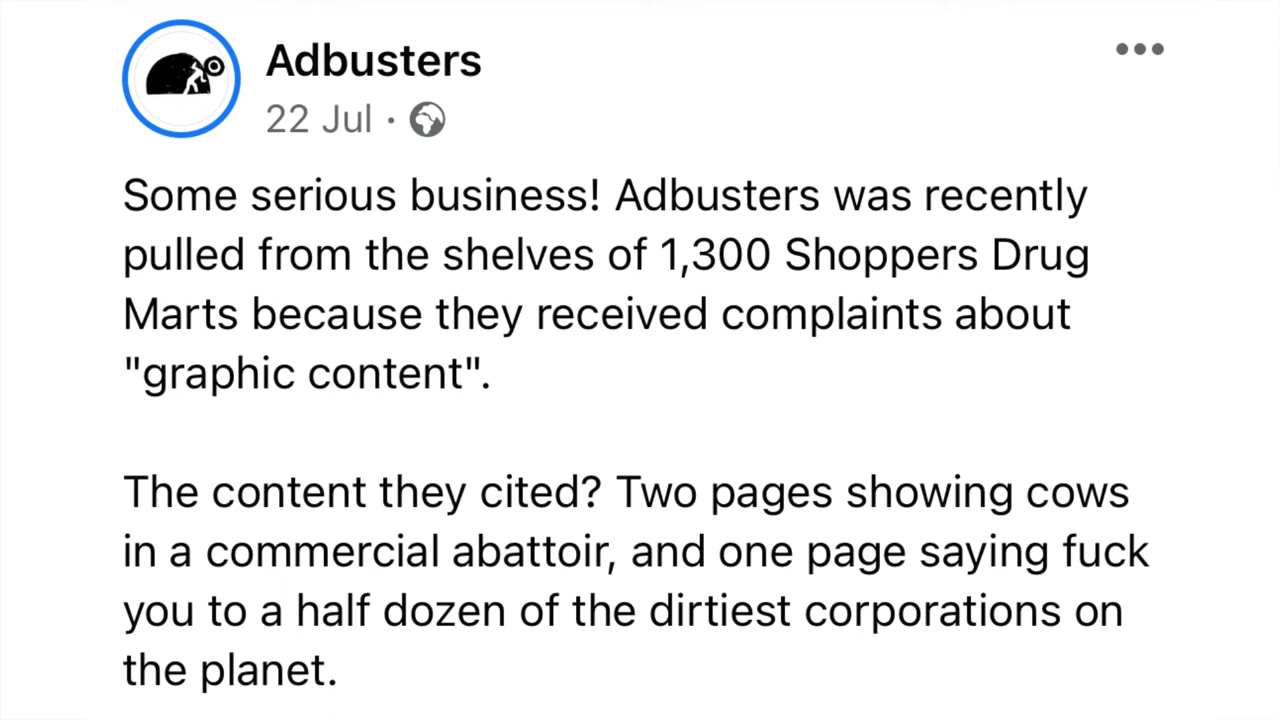 Adbusters
22 Jul ·
Some serious business! Adbusters was recently
pulled from the shelves of 1,300 Shoppers Drug
Marts because they received complaints about
"graphic content".
The content they cited? Two pages showing cows
in a commercial abattoir, and one page saying fuck
you to a half dozen of the dirtiest corporations on
the planet.